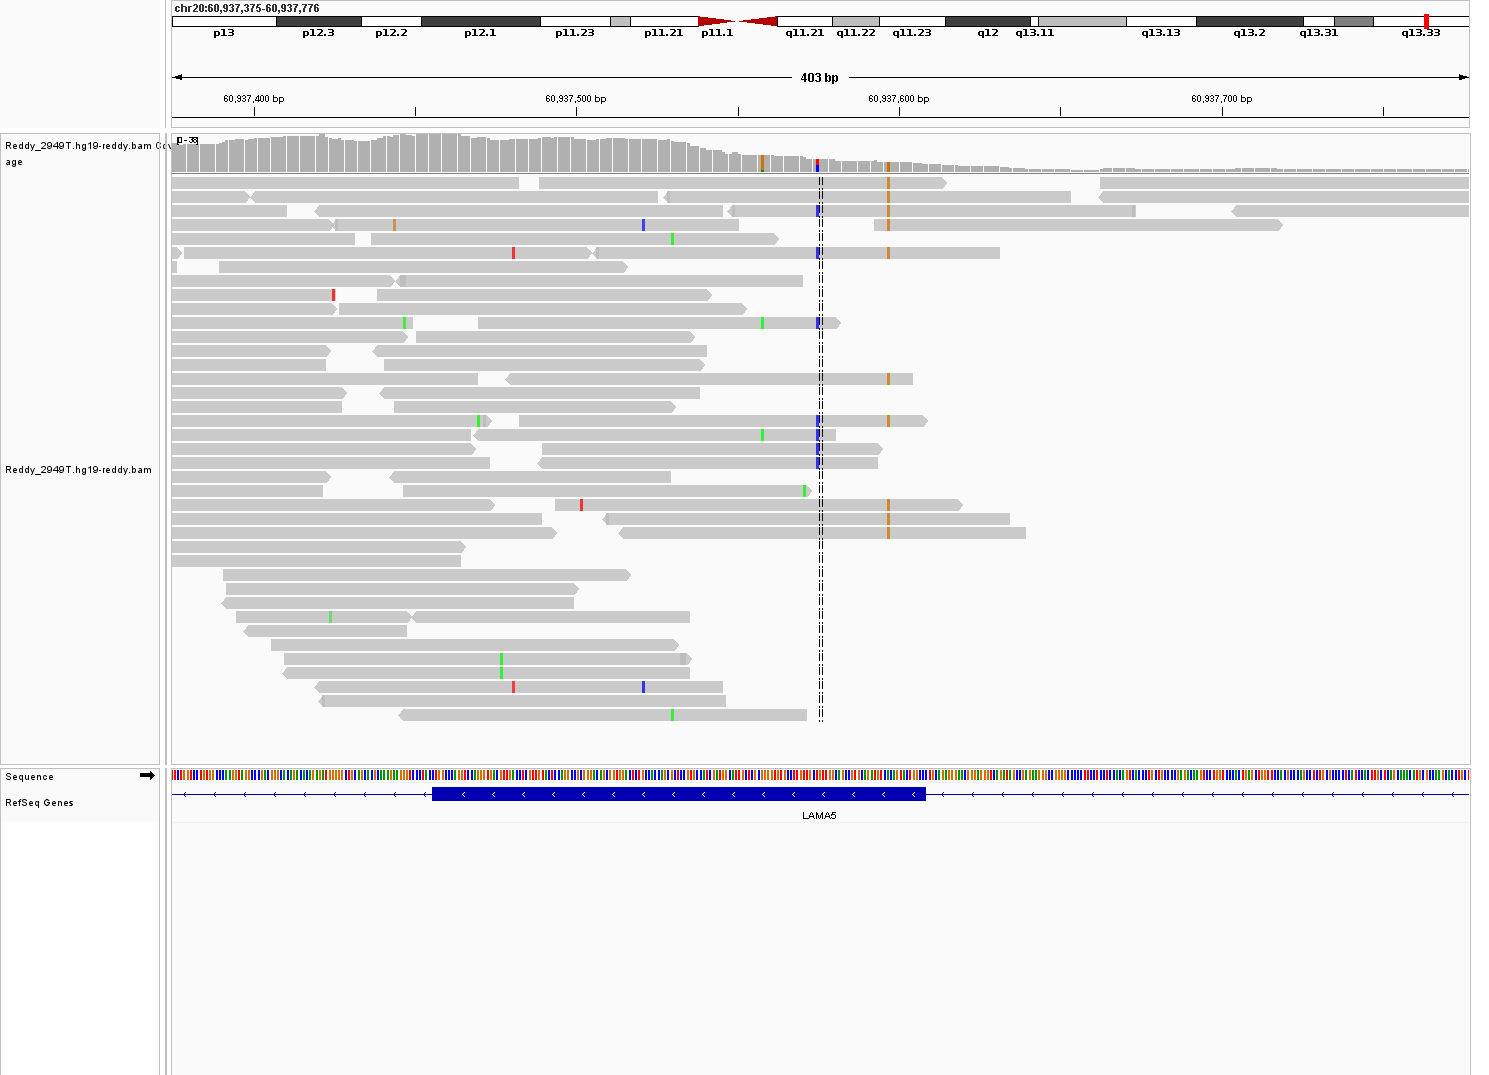 chr20:60,937,375-60,937,776
p13 p12.3 p12.2 p12.1 p11.23 p11.21 p11.1 q11.21 q11.22 q11.23 q12 q13.11 q13.13 q13.2 q13.31 q13.33
403 bp
60,937,400 bp 60,937,500 bp 60,937,600 bp 60,937,700 bp
Reddy_2949T.hg19-reddy.bam Cov
age
[0-38]
Reddy_2949T.hg19-reddy.bam
Sequence
RefSeq Genes
LAMA5